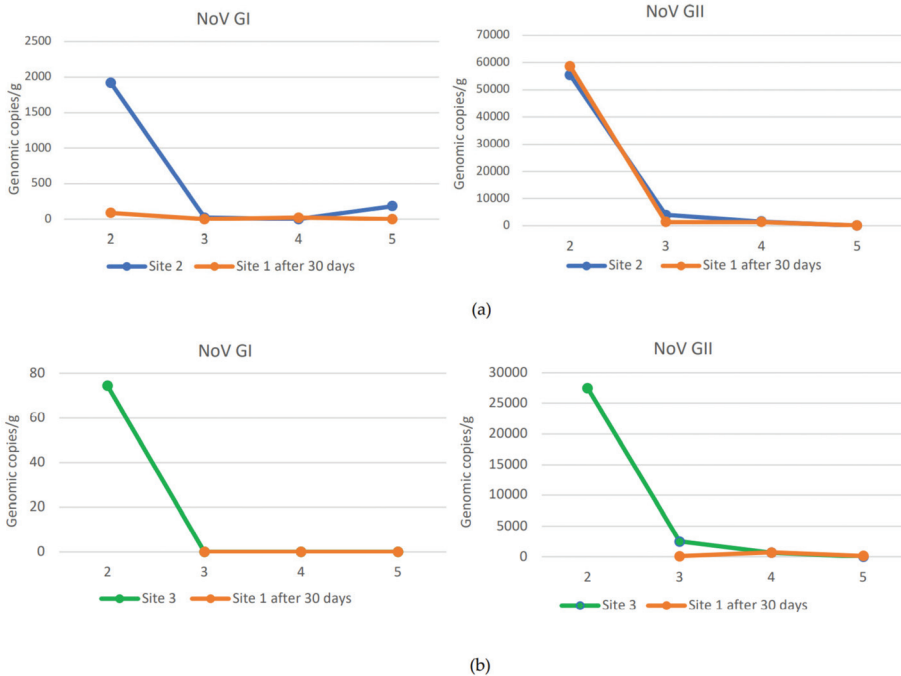 NoV GI
2500
2000
1500
1000
500
0
Genomic copies/g
2 3 4 5
Site 2 Site 1 after 30 days
NoV GII
70000
60000
50000
40000
30000
20000
10000
0
Genomic copies/g
2 3 4 5
Site 2 Site 1 after 30 days
(a)
NoV GI
80
60
40
20
0
Genomic copies/g
2 3 4 5
Site 3 Site 1 after 30 days
NoV GII
30000
25000
20000
15000
10000
5000
0
Genomic copies/g
2 3 4 5
Site 3 Site 1 after 30 days
(b)